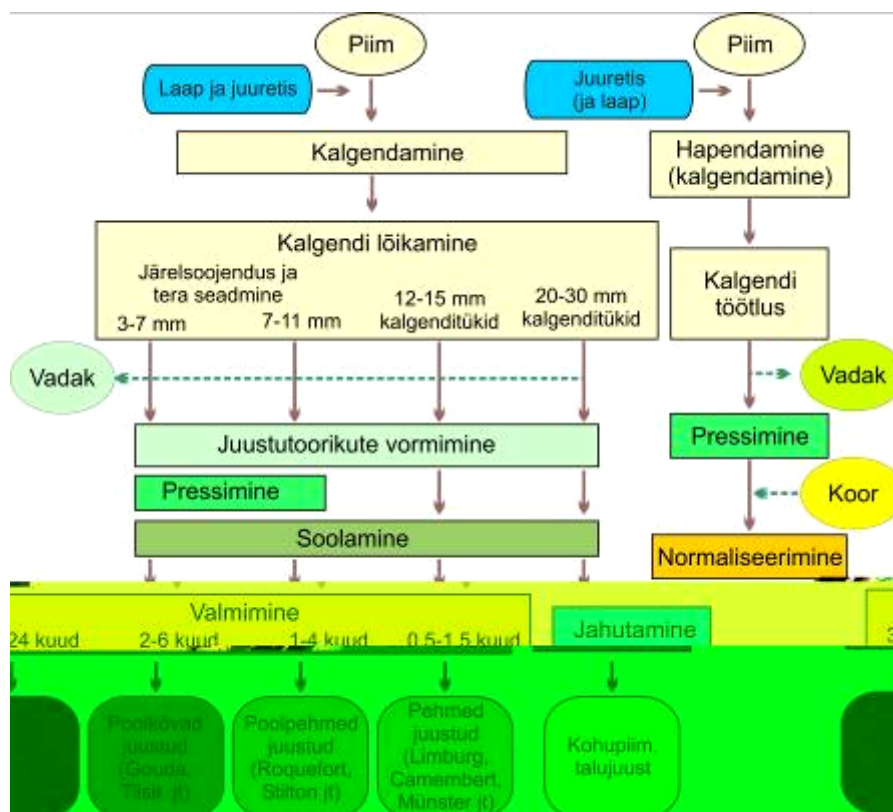 Piim
Piim
Laap ja juuretis
Juuretis
(ja laap)
Kalgendamine
Hapendamine
(kalgendamine)
Kalgendi lõikamine
Järelsoojendus ja
tera seadmine
3-7 mm
7-11 mm
12-15 mm
kalgenditükid
20-30 mm
kalgenditükid
Kalgendi
töötlus
Vadak
Vadak
Juustutoorikute vormimine
Pressimine
Pressimine
Koor
Soolamine
Normaliseerimine
Valmimine
24 kuud
2-6 kuud
1-4 kuud
0.5-1.5 kuud
Jahutamine
3
Poolkõvad
juustud
(Gouda,
Tilsit jt)
Poolpehmed
juustud
(Roquefort,
Stilton jt)
Pehmed
juustud
(Limburg,
Camembert,
Münster jt)
Kohupiim,
talujuust